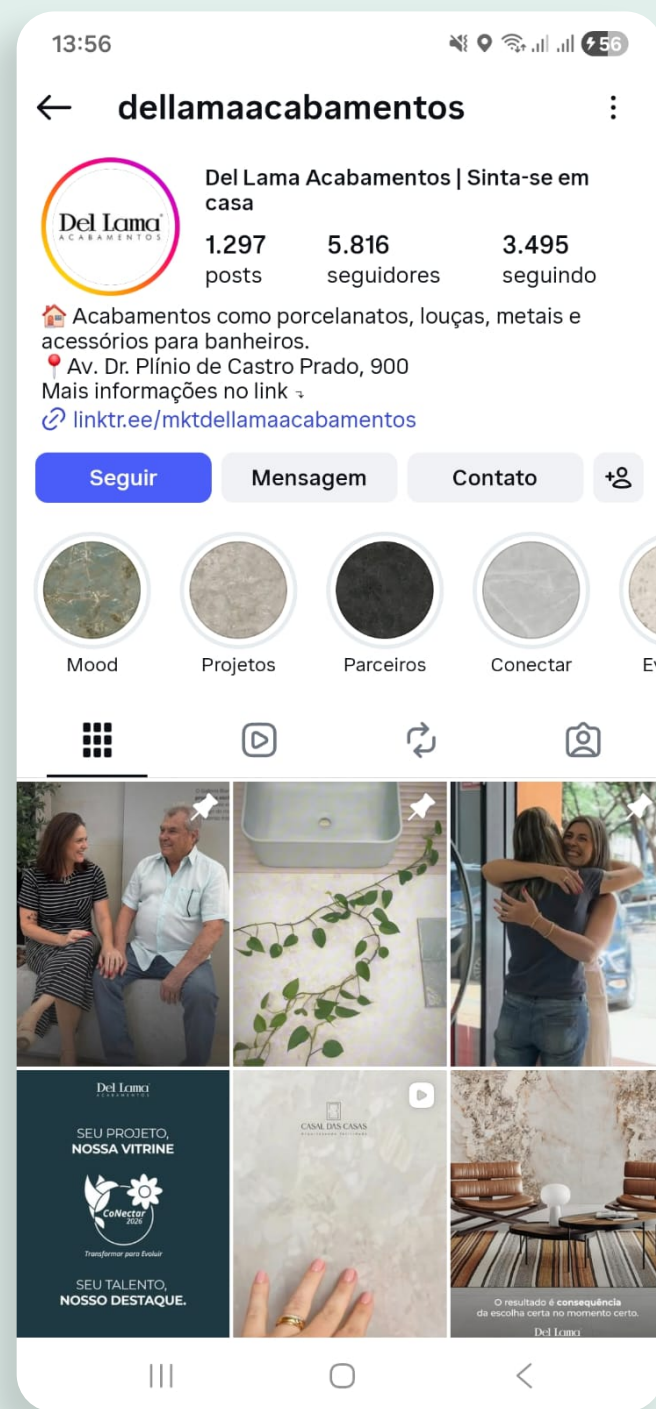 13:56
56
dellamaacabamentos
Del Lama Acabamentos | Sinta-se em
casa
Del Lama
ACABAMENTOS
1.297 5.816 3.495
posts seguidores seguindo
🏠 Acabamentos como porcelanatos, louças, metais e
acessórios para banheiros.
📍Av. Dr. Plínio de Castro Prado, 900
Mais informações no link ⤵
linktr.ee/mktdellamaacabamentos
Seguir Mensagem Contato
Mood Projetos Parceiros Conectar Ev
Del Lama
ACABAMENTOS
SEU PROJETO,
NOSSA VITRINE
CoNectar
2026
Transformar para Evoluir
SEU TALENTO,
NOSSO DESTAQUE.
CASAL DAS CASAS
O resultado é consequência
da escolha certa no momento certo.
Del Lama